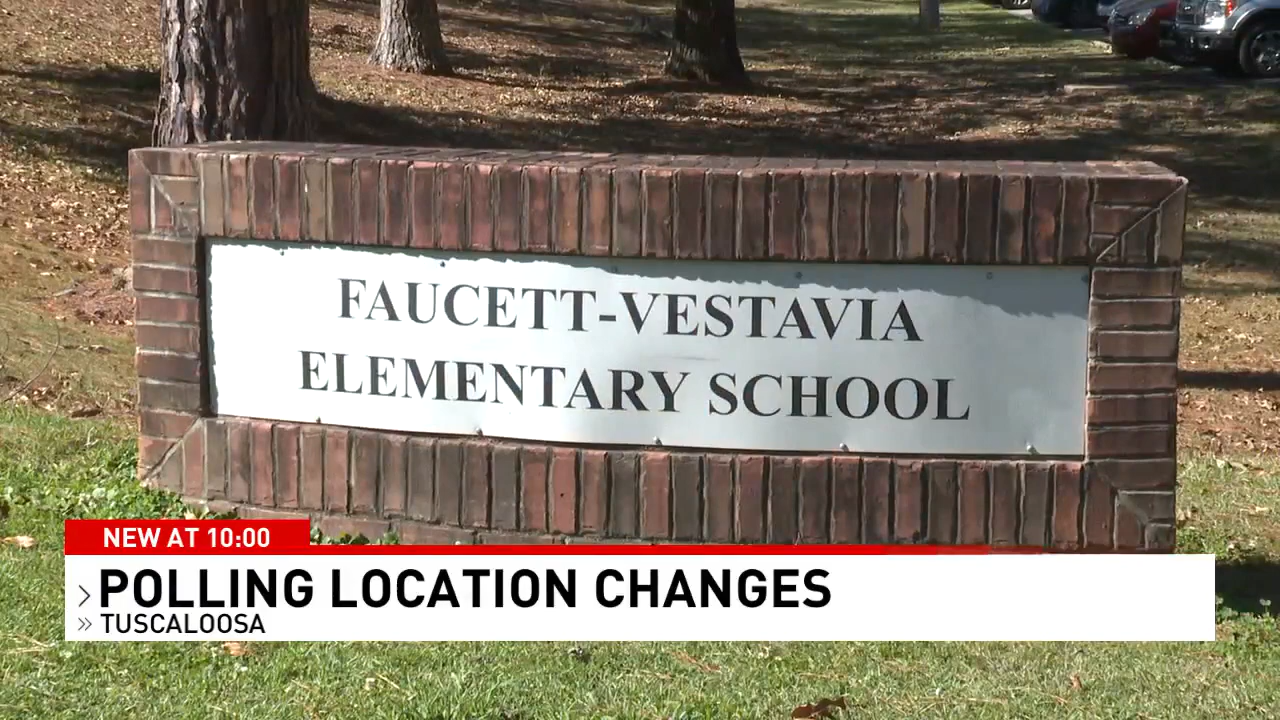 FAUCETT-VESTAVIA
ELEMENTARY SCHOOL
NEW AT 10:00
POLLING LOCATION CHANGES
TUSCALOOSA